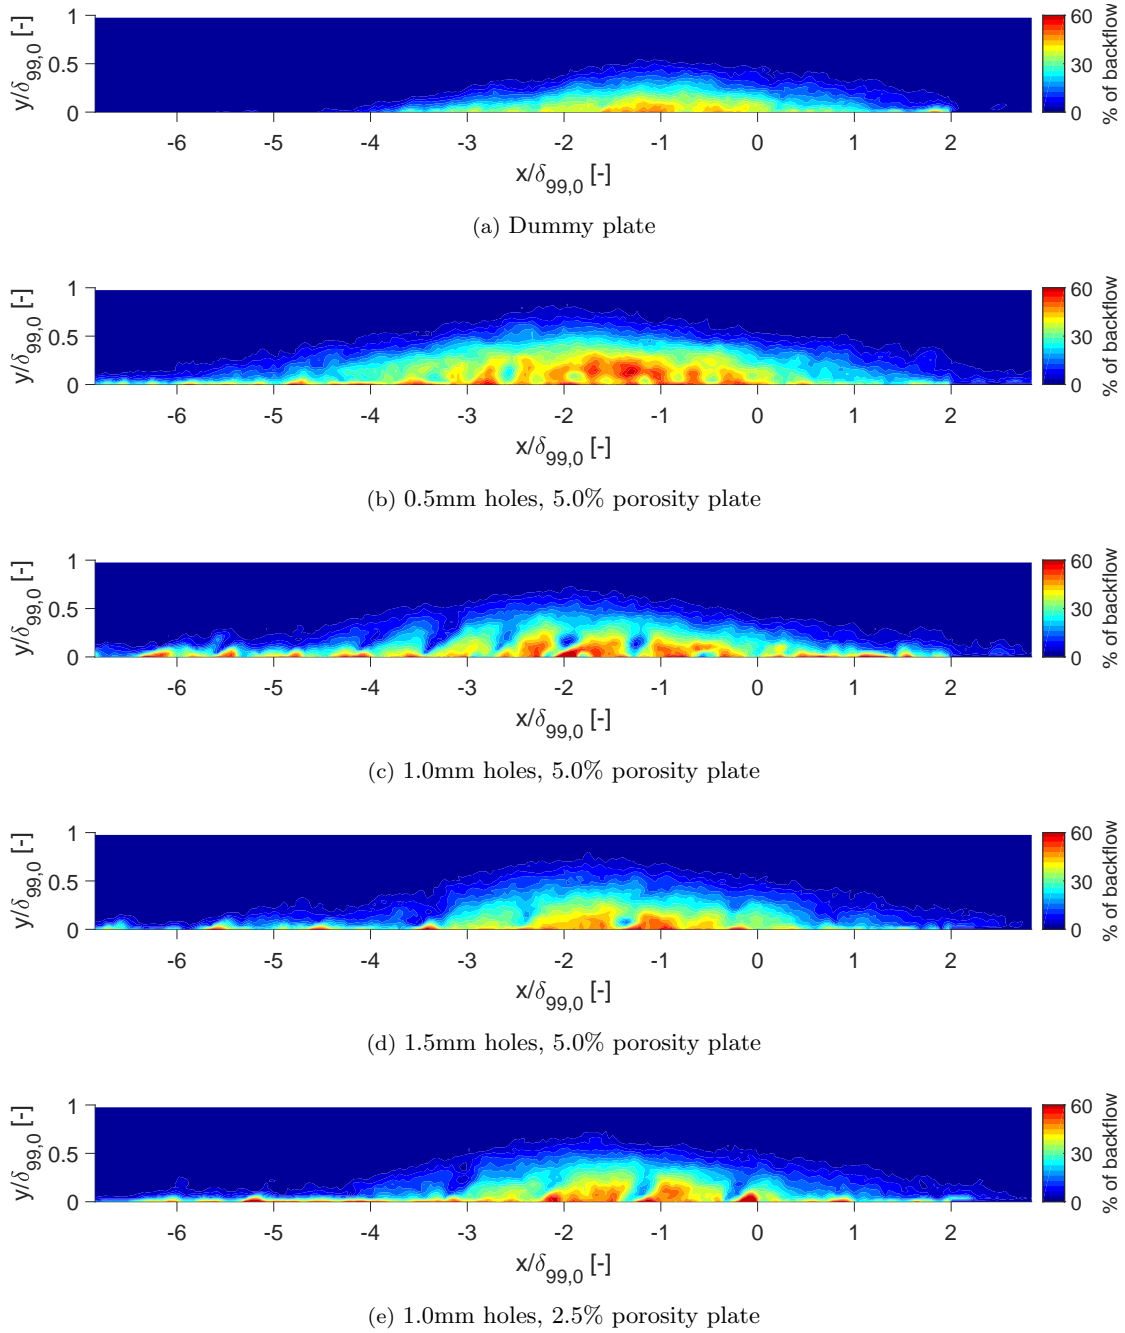 1
0.5
0
y/δ99,0 [-]
60
30
0
% of backflow
-6 -5 -4 -3 -2 -1 0 1 2
x/δ99,0 [-]
(a) Dummy plate
1
0.5
0
y/δ99,0 [-]
60
30
0
% of backflow
-6 -5 -4 -3 -2 -1 0 1 2
x/δ99,0 [-]
(b) 0.5mm holes, 5.0% porosity plate
1
0.5
0
y/δ99,0 [-]
60
30
0
% of backflow
-6 -5 -4 -3 -2 -1 0 1 2
x/δ99,0 [-]
(c) 1.0mm holes, 5.0% porosity plate
1
0.5
0
y/δ99,0 [-]
60
30
0
% of backflow
-6 -5 -4 -3 -2 -1 0 1 2
x/δ99,0 [-]
(d) 1.5mm holes, 5.0% porosity plate
1
0.5
0
y/δ99,0 [-]
60
30
0
% of backflow
-6 -5 -4 -3 -2 -1 0 1 2
x/δ99,0 [-]
(e) 1.0mm holes, 2.5% porosity plate